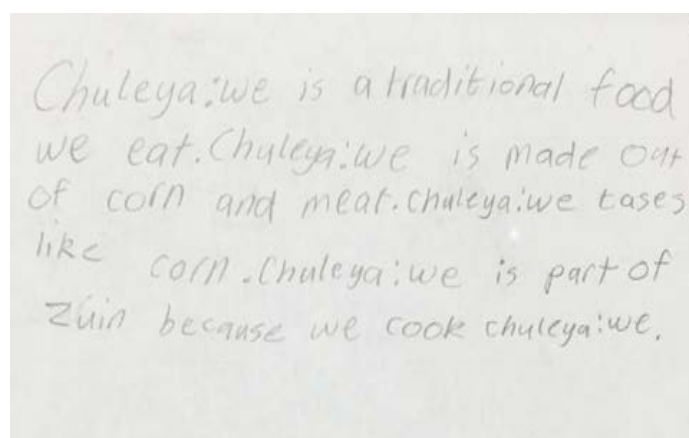 Chuleya:we is a traditional food
we eat. Chuleya:we is made out
of corn and meat. chuleya:we tases
like corn. Chuleya:we is part of
Zuin because we cook chuleya:we.